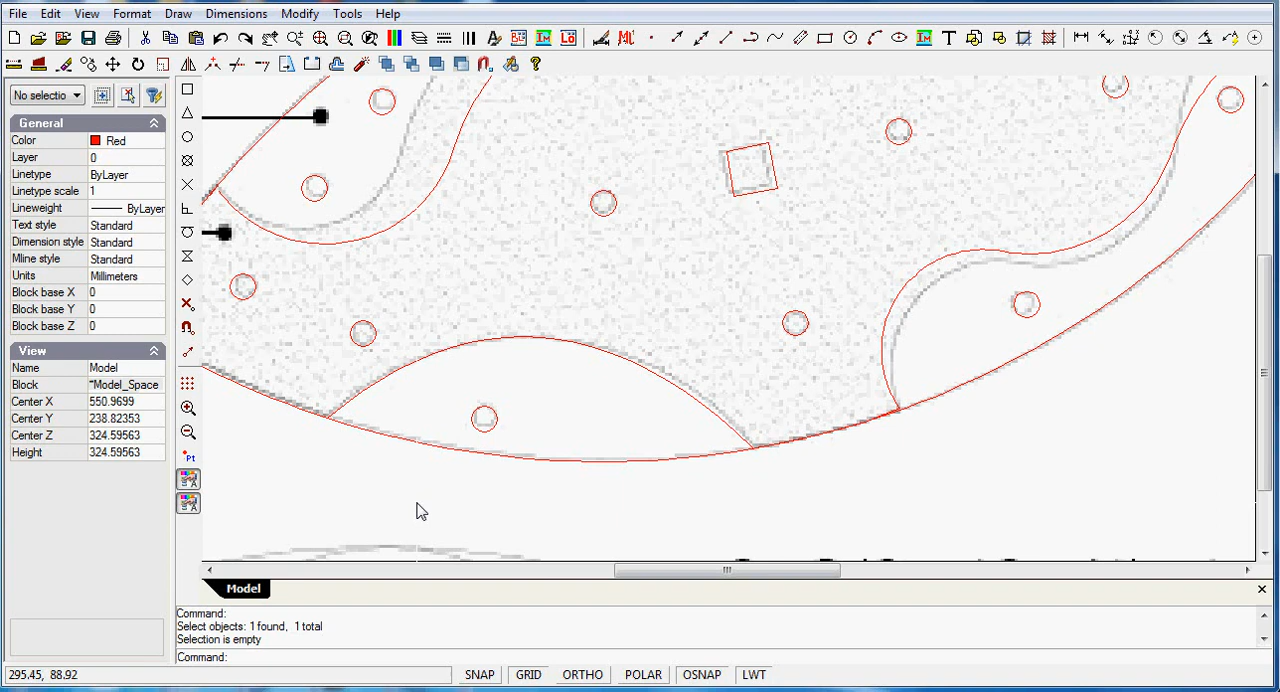 File Edit View Format Draw Dimensions Modify Tools Help
No selectio
General
Color Red
Layer 0
Linetype ByLayer
Linetype scale 1
Lineweight ByLayer
Text style Standard
Dimension style Standard
Mline style Standard
Units Millimeters
Block base X 0
Block base Y 0
Block base Z 0
View
Name Model
Block *Model_Space
Center X 550.9699
Center Y 238.82353
Center Z 324.59563
Height 324.59563
Pt
Model
Command:
Select objects: 1 found, 1 total
Selection is empty
Command:
295.45, 88.92 SNAP GRID ORTHO POLAR OSNAP LWT